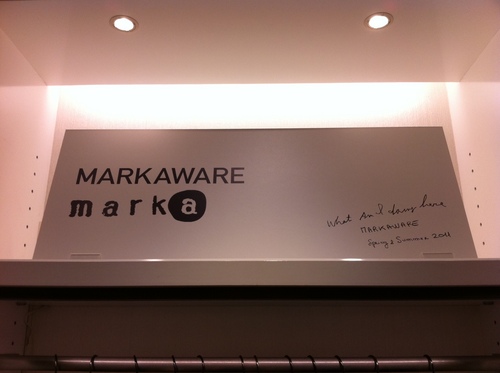 MARKAWARE
marka
What am I doing here
MARKAWARE
Spring & Summer 2011